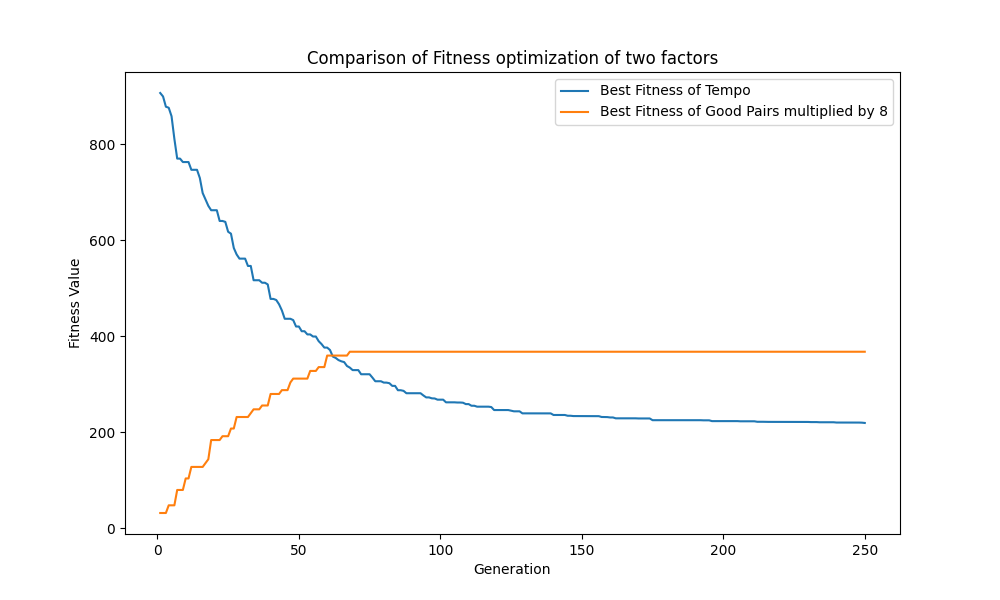 Comparison of Fitness optimization of two factors
Best Fitness of Tempo
Best Fitness of Good Pairs multiplied by 8
Fitness Value
800
600
400
200
0
0 50 100 150 200 250
Generation